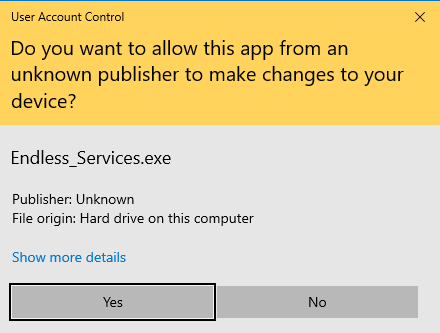 User Account Control
Do you want to allow this app from an
unknown publisher to make changes to your
device?
Endless_Services.exe
Publisher: Unknown
File origin: Hard drive on this computer
Show more details
Yes
No